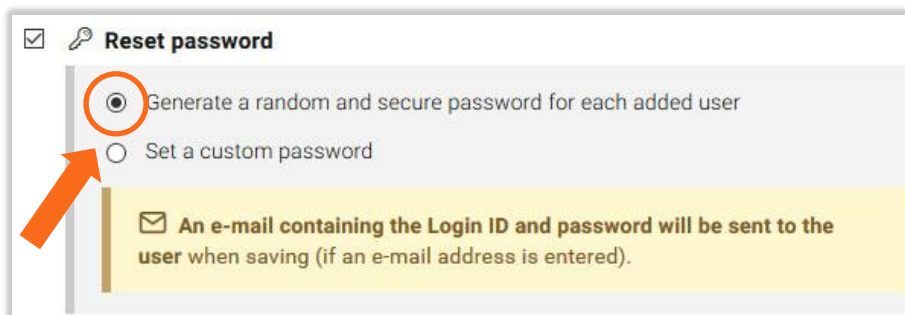 Reset password
Generate a random and secure password for each added user
Set a custom password
An e-mail containing the Login ID and password will be sent to the
user when saving (if an e-mail address is entered).